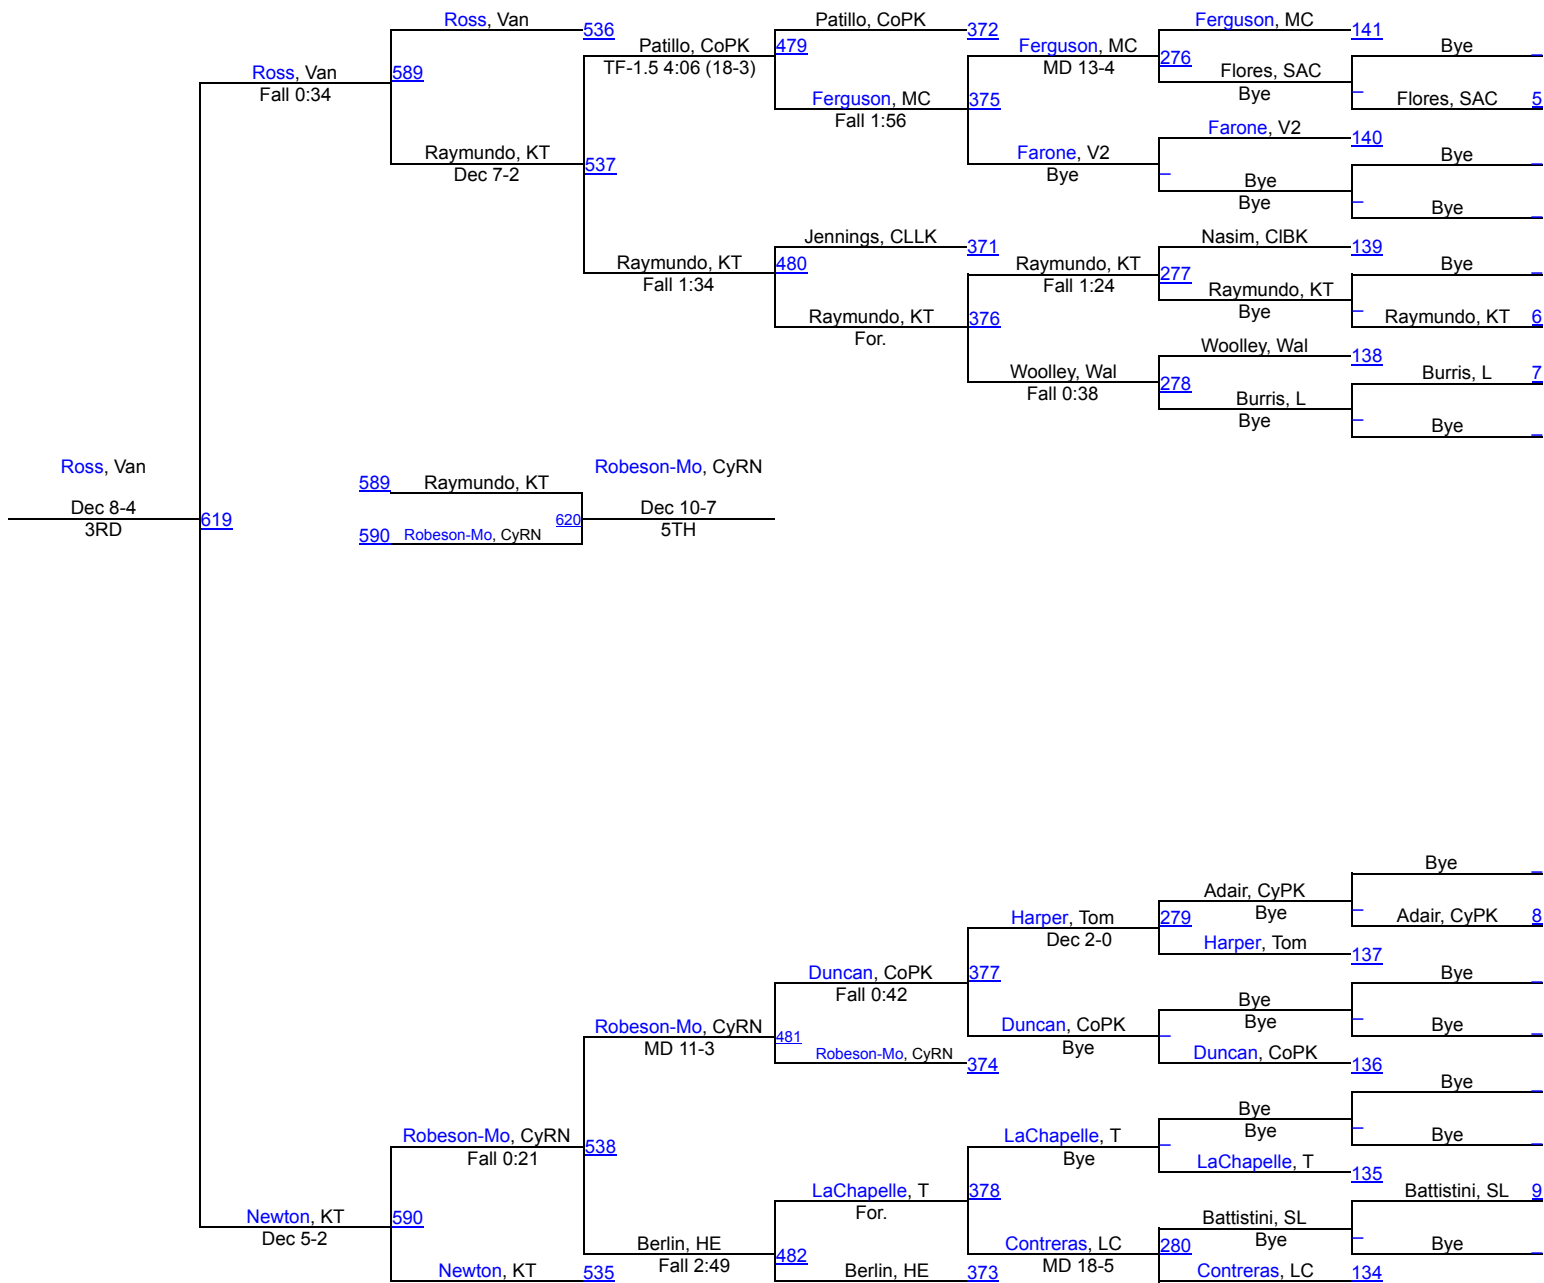 Ross, Van
536
Patillo, CoPK
372
Ferguson, MC
141
Patillo, CoPK
479
Ferguson, MC
Bye
_
TF-1.5 4:06 (18-3)
MD 13-4
276
Flores, SAC
Ross, Van
589
Bye
_
Flores, SAC
5
Fall 0:34
Ferguson, MC
375
Fall 1:56
Farone, V2
140
Raymundo, KT
Farone, V2
Bye
_
Dec 7-2
537
Bye
_
Bye
Bye
_
Bye
_
Jennings, CLLK
371
Nasim, CIBK
139
Raymundo, KT
480
Raymundo, KT
Bye
_
Fall 1:34
Fall 1:24
277
Raymundo, KT
Raymundo, KT
376
Bye
_
Raymundo, KT
6
For.
Woolley, Wal
138
Woolley, Wal
Burris, L
7
Fall 0:38
278
Burris, L
Bye
_
Bye
_
Ross, Van
Robeson-Mo, CyRN
589
Raymundo, KT
Dec 8-4
Dec 10-7
3RD
619
620
5TH
590
Robeson-Mo, CyRN
Bye
_
Adair, CyPK
Harper, Tom
279
Bye
_
Adair, CyPK
8
Dec 2-0
Harper, Tom
137
Duncan, CoPK
377
Bye
_
Fall 0:42
Bye
Robeson-Mo, CyRN
Duncan, CoPK
Bye
_
Bye
_
MD 11-3
481
Bye
_
Robeson-Mo, CyRN
374
Duncan, CoPK
136
Bye
_
Bye
Robeson-Mo, CyRN
LaChapelle, T
Bye
_
Bye
_
Fall 0:21
538
Bye
_
LaChapelle, T
135
LaChapelle, T
378
Battistini, SL
9
For.
Newton, KT
590
Battistini, SL
Dec 5-2
Berlin, HE
Contreras, LC
280
Bye
_
Bye
_
Fall 2:49
482
MD 18-5
Newton, KT
535
Berlin, HE
373
Contreras, LC
134